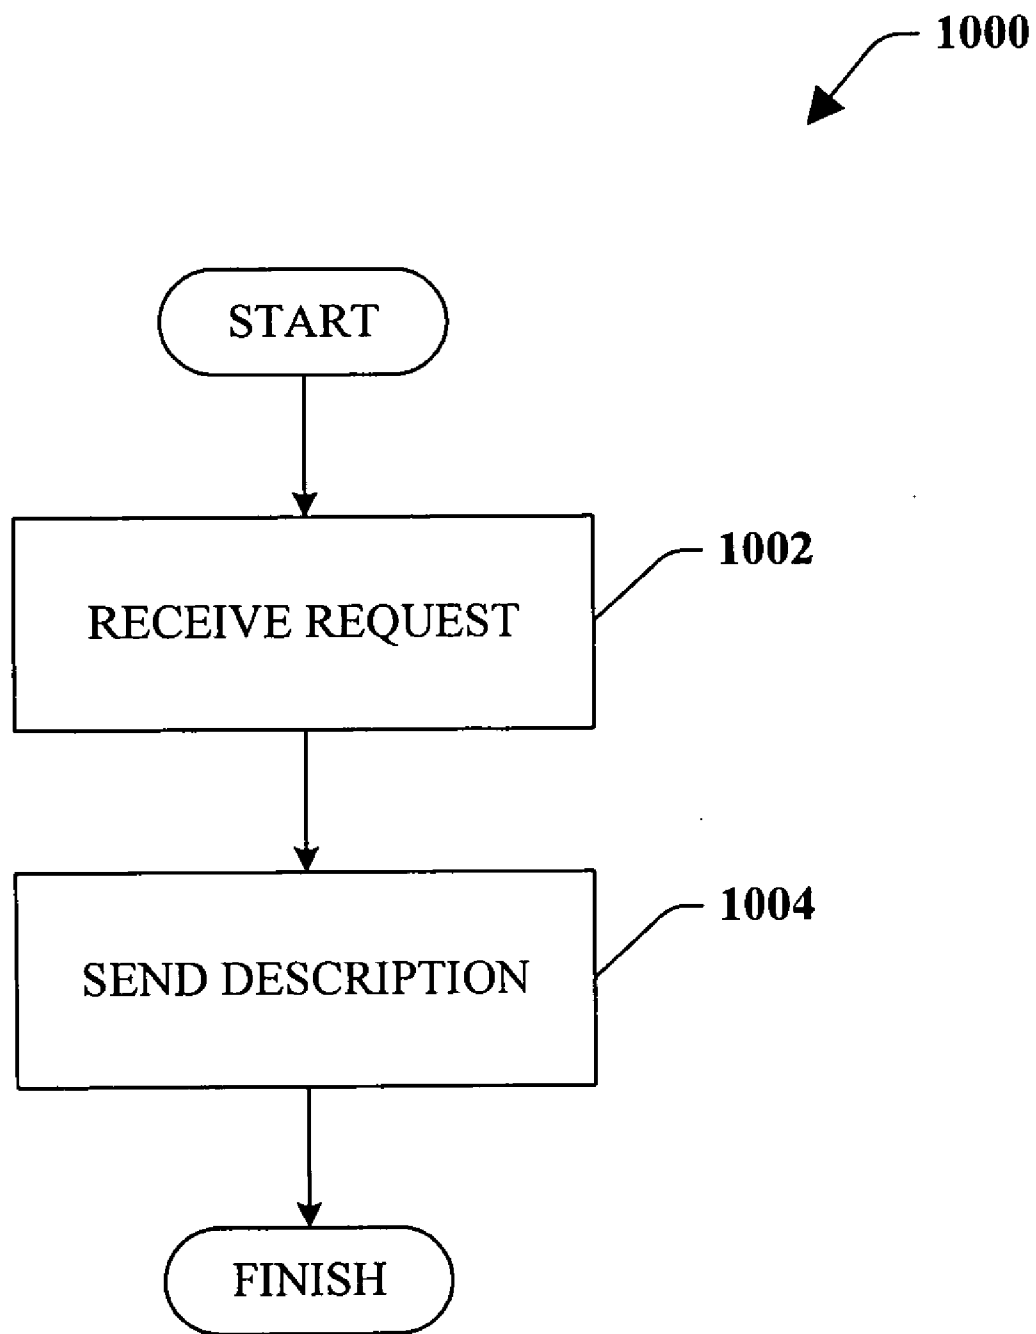 1000
START
RECEIVE REQUEST
1002
SEND DESCRIPTION
1004
FINISH